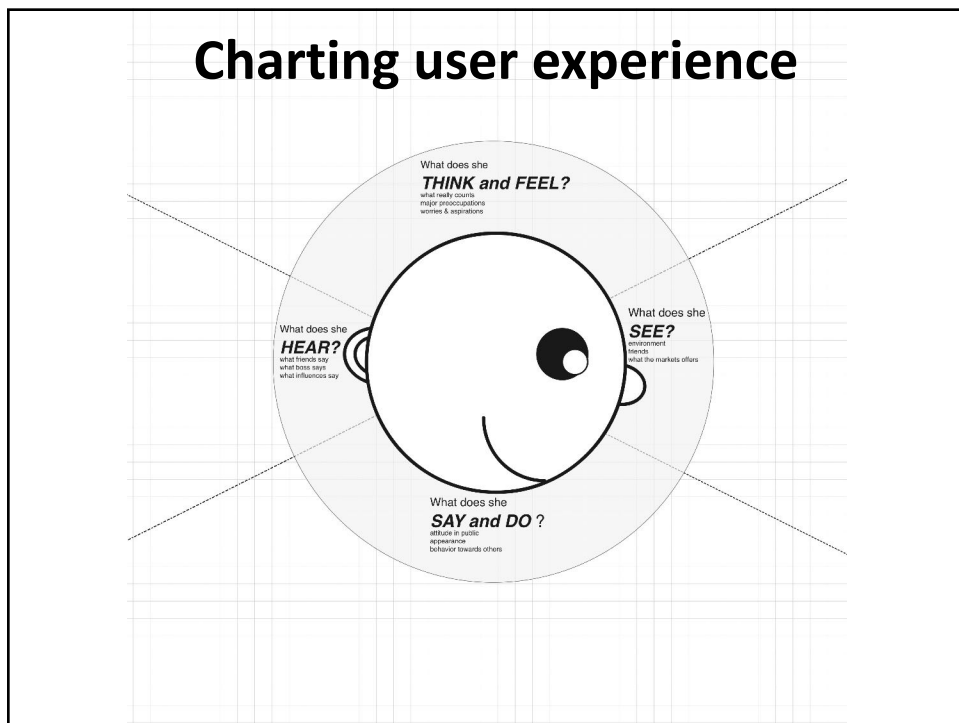 Charting user experience
What does she
THINK and FEEL?
what really counts
major preoccupations
worries & aspirations
What does she
HEAR?
what friends say
what boss says
what influences say
What does she
SEE?
environment
friends
what the markets offers
What does she
SAY and DO ?
attitude in public
appearance
behavior towards others